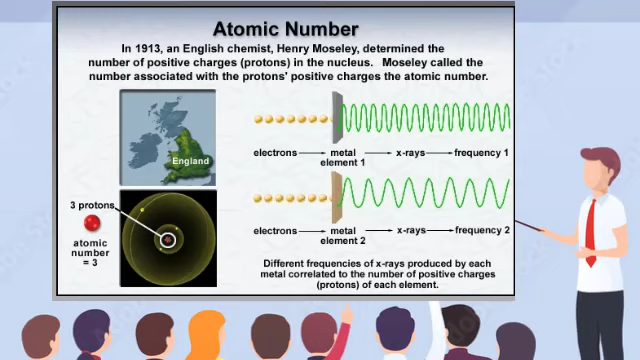 Atomic Number
In 1913, an English chemist, Henry Moseley, determined the
number of positive charges (protons) in the nucleus. Moseley called the
number associated with the protons' positive charges the atomic number.
England
electrons metal x-rays frequency 1
element 1
3 protons
atomic
number
= 3
electrons metal x-rays frequency 2
element 2
Different frequencies of x-rays produced by each
metal correlated to the number of positive charges
(protons) of each element.